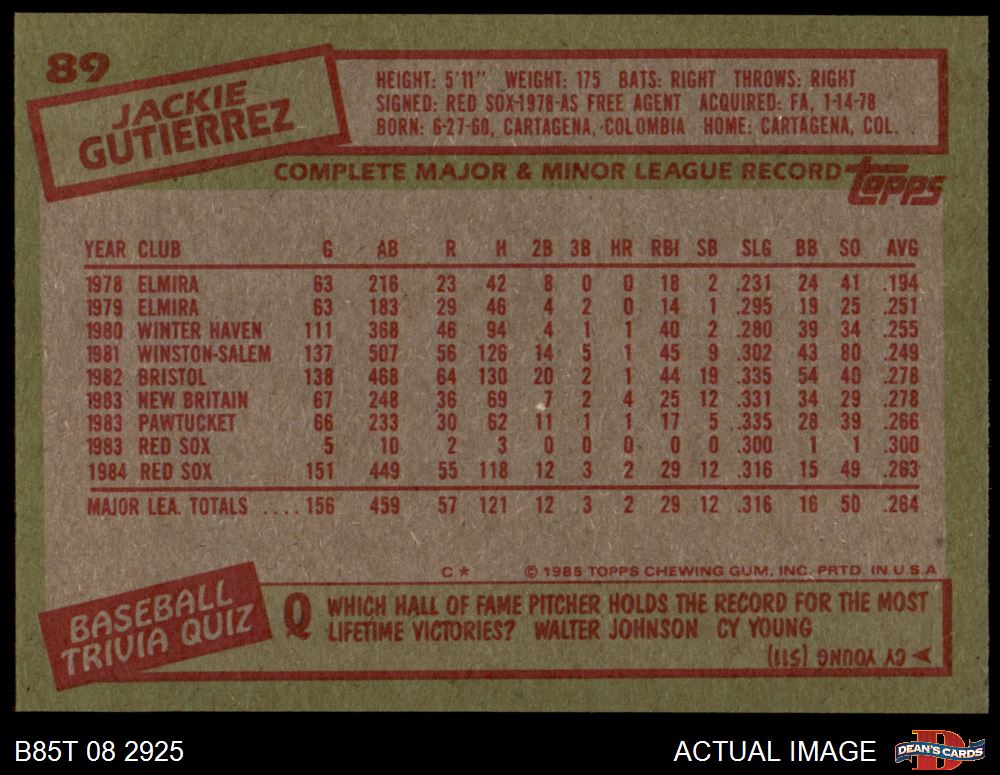 89
JACKIE
GUTIERREZ
HEIGHT: 5'11" WEIGHT: 175 BATS: RIGHT THROWS: RIGHT
SIGNED: RED SOX-1978-AS FREE AGENT ACQUIRED: FA, 1-14-78
BORN: 6-27-60, CARTAGENA, COLOMBIA HOME: CARTAGENA, COL.
COMPLETE MAJOR & MINOR LEAGUE RECORD topps
YEAR CLUB G AB R H 2B 3B HR RBI SB SLG BB SO AVG
1978 ELMIRA 63 216 23 42 8 0 0 18 2 .231 24 41 .194
1979 ELMIRA 63 183 29 46 4 2 0 14 1 .295 19 25 .251
1980 WINTER HAVEN 111 368 46 94 4 1 1 40 2 .280 39 34 .255
1981 WINSTON-SALEM 137 507 56 126 14 5 1 45 9 .302 43 80 .249
1982 BRISTOL 138 468 64 130 20 2 1 44 19 .335 54 40 .278
1983 NEW BRITAIN 67 248 36 69 7 2 4 25 12 .331 34 29 .278
1983 PAWTUCKET 66 233 30 62 11 1 1 17 5 .335 28 39 .266
1983 RED SOX 5 10 2 3 0 0 0 0 0 .300 1 1 .300
1984 RED SOX 151 449 55 118 12 3 2 29 12 .316 15 49 .263
MAJOR LEA. TOTALS .... 156 459 57 121 12 3 2 29 12 .316 16 50 .264
C* © 1985 TOPPS CHEWING GUM, INC. PRTD. IN U.S.A
BASEBALL
TRIVIA QUIZ
Q WHICH HALL OF FAME PITCHER HOLDS THE RECORD FOR THE MOST
LIFETIME VICTORIES? WALTER JOHNSON CY YOUNG
A CY YOUNG (511)
B85T 08 2925
ACTUAL IMAGE
DEAN'S CARDS